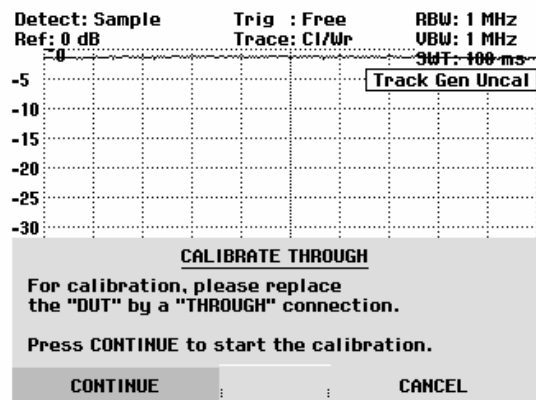 Detect: Sample Trig : Free RBW: 1 MHz
Ref: 0 dB Trace: Cl/Wr VBW: 1 MHz
-0 SWT: 100 ms
Track Gen Uncal
-5
-10
-15
-20
-25
-30
CALIBRATE THROUGH
For calibration, please replace
the "DUT" by a "THROUGH" connection.
Press CONTINUE to start the calibration.
CONTINUE CANCEL